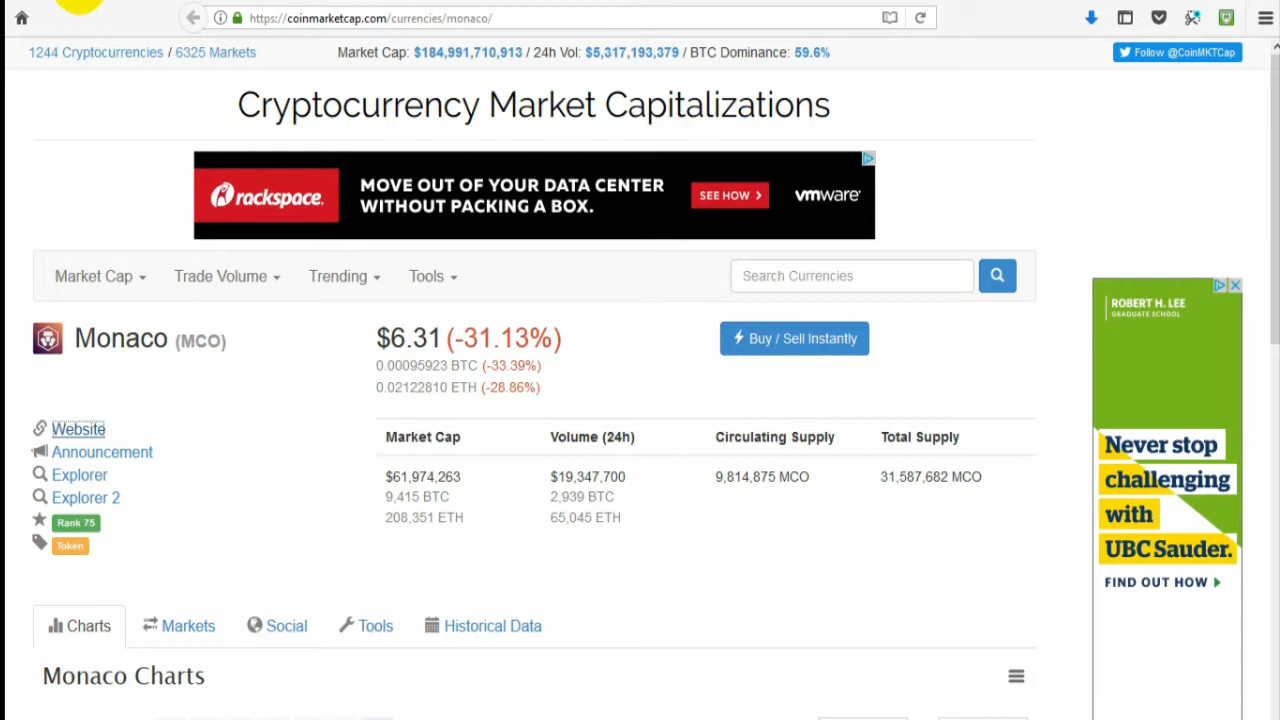 https://coinmarketcap.com/currencies/monaco/
1244 Cryptocurrencies / 6325 Markets
Market Cap: $184,991,710,913 / 24h Vol: $5,317,193,379 / BTC Dominance: 59.6%
Follow @CoinMKTCap
Cryptocurrency Market Capitalizations
rackspace.
MOVE OUT OF YOUR DATA CENTER
WITHOUT PACKING A BOX.
SEE HOW >
vmware
Market Cap
Trade Volume
Trending
Tools
Search Currencies
Monaco (MCO)
$6.31 (-31.13%)
0.00095923 BTC (-33.39%)
0.02122810 ETH (-28.86%)
Buy / Sell Instantly
Website
Announcement
Explorer
Explorer 2
Rank 75
Token
Market Cap Volume (24h) Circulating Supply Total Supply
$61,974,263 $19,347,700 9,814,875 MCO 31,587,682 MCO
9,415 BTC 2,939 BTC
208,351 ETH 65,045 ETH
ROBERT H. LEE
GRADUATE SCHOOL
Never stop
challenging
with
UBC Sauder.
FIND OUT HOW
Charts
Markets
Social
Tools
Historical Data
Monaco Charts